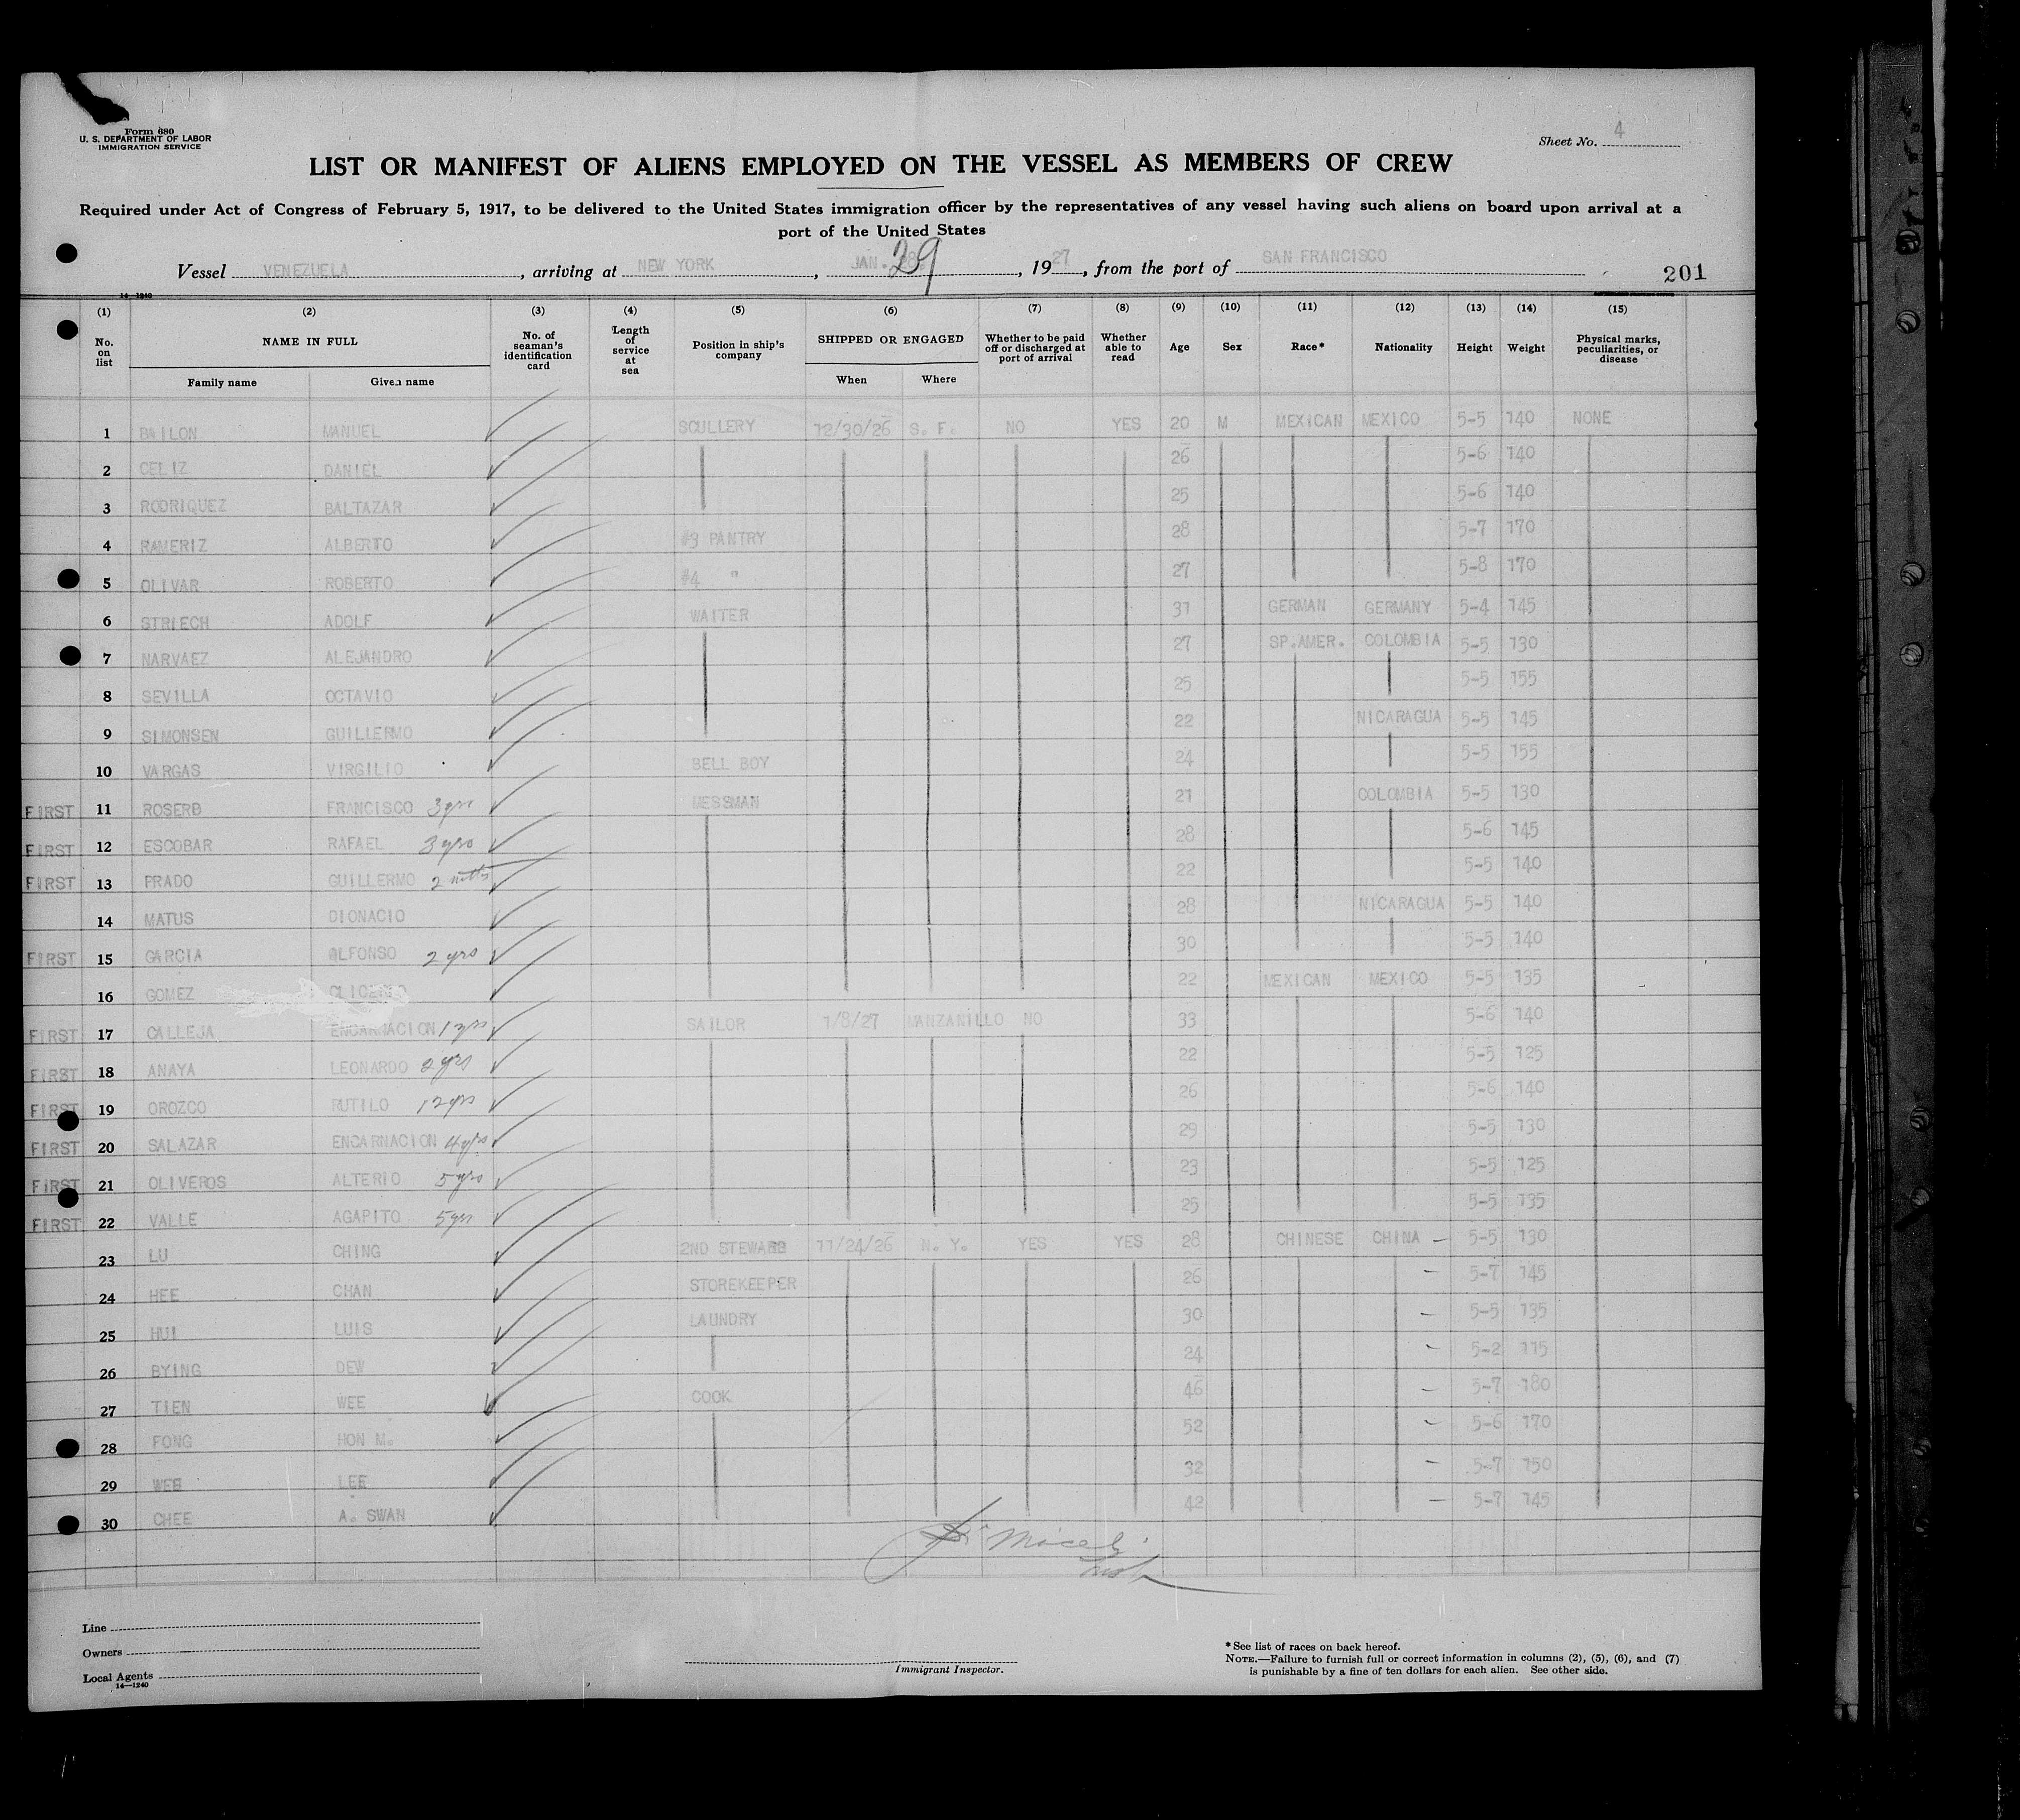 Form 680
U. S. DEPARTMENT OF LABOR
IMMIGRATION SERVICE
Sheet No. 4
LIST OR MANIFEST OF ALIENS EMPLOYED ON THE VESSEL AS MEMBERS OF CREW
Required under Act of Congress of February 5, 1917, to be delivered to the United States immigration officer by the representatives of any vessel having such aliens on board upon arrival at a
port of the United States
Vessel VENEZUELA, arriving at NEW YORK, JAN. 29, 1927, from the port of SAN FRANCISCO
201
14—1240
(1) (2) (3) (4) (5) (6) (7) (8) (9) (10) (11) (12) (13) (14) (15)
No. on list NAME IN FULL Family name Given name No. of seaman's identification card Length of service at sea Position in ship's company SHIPPED OR ENGAGED When Where Whether to be paid off or discharged at port of arrival Whether able to read Age Sex Race* Nationality Height Weight Physical marks, peculiarities, or disease
1 BAILON MANUEL SCULLERY 12/30/26 S. F. NO YES 20 M MEXICAN MEXICO 5-5 140 NONE
2 CELIZ DANIEL 26 5-6 140
3 RODRIQUEZ BALTAZAR 25 5-6 140
4 RAMERIZ ALBERTO #3 PANTRY 28 5-7 170
5 OLIVAR ROBERTO #4 " 27 5-8 170
6 STRIECH ADOLF WAITER 31 GERMAN GERMANY 5-4 145
7 NARVAEZ ALEJANDRO 27 SP.AMER. COLOMBIA 5-5 130
8 SEVILLA OCTAVIO 25 5-5 155
9 SIMONSEN GUILLERMO 22 NICARAGUA 5-5 145
10 VARGAS VIRGILIO BELL BOY 24 5-5 155
FIRST 11 ROSERB FRANCISCO 3 yrs MESSMAN 21 COLOMBIA 5-5 130
FIRST 12 ESCOBAR RAFAEL 3 yrs 28 5-6 145
FIRST 13 PRADO GUILLERMO 2 mths 22 5-5 140
14 MATUS DIONACIO 28 NICARAGUA 5-5 140
FIRST 15 GARCIA ALFONSO 2 yrs 30 5-5 140
16 GOMEZ 22 MEXICAN MEXICO 5-5 135
FIRST 17 CALLEJA ENCARNACION SAILOR 1/8/27 MANZANILLO NO 33 5-6 140
FIRST 18 ANAYA LEONARDO 2 yrs 22 5-5 125
FIRST 19 OROZCO RUTILO 12 yrs 26 5-6 140
FIRST 20 SALAZAR ENCARNACION 4 yrs 29 5-5 130
FIRST 21 OLIVEROS ALTERIO 5 yrs 23 5-5 125
FIRST 22 VALLE AGAPITO 5 yrs 25 5-5 135
23 LU CHING 2ND STEWARD 11/24/26 N. Y. YES YES 28 CHINESE CHINA — 5-5 130
24 HEE CHAN STOREKEEPER 26 — 5-7 145
25 HUI LUIS LAUNDRY 30 — 5-5 135
26 BYING DEW 24 — 5-2 115
27 TIEN WEE COOK 46 — 5-7 180
28 FONG HON M. 52 — 5-6 170
29 WEE LEE 32 — 5-7 150
30 CHEE A. SWAN 42 — 5-7 145
Line
Owners
Local Agents
14—1240
Immigrant Inspector.
*See list of races on back hereof.
NOTE.—Failure to furnish full or correct information in columns (2), (5), (6), and (7)
is punishable by a fine of ten dollars for each alien. See other side.